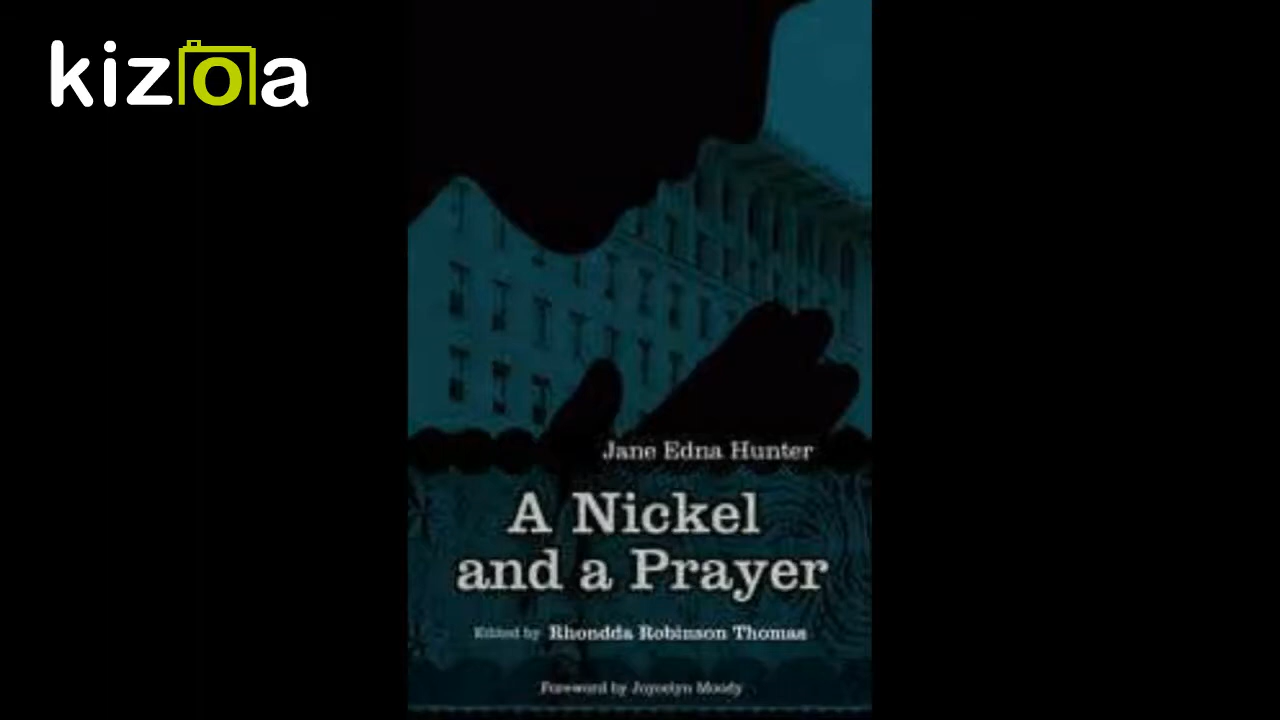 kizoa
Jane Edna Hunter
A Nickel
and a Prayer
Edited by Rhondda Robinson Thomas
Foreword by Joycelyn Moody